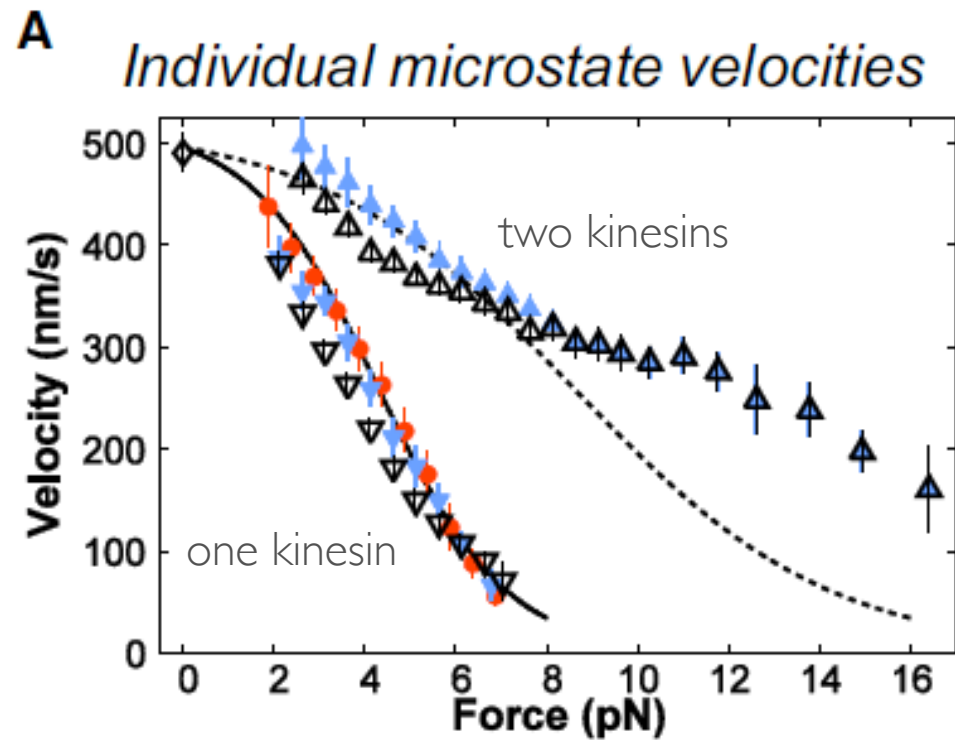 A
Individual microstate velocities
500
400
300
200
100
0
Velocity (nm/s)
two kinesins
one kinesin
0 2 4 6 8 10 12 14 16
Force (pN)